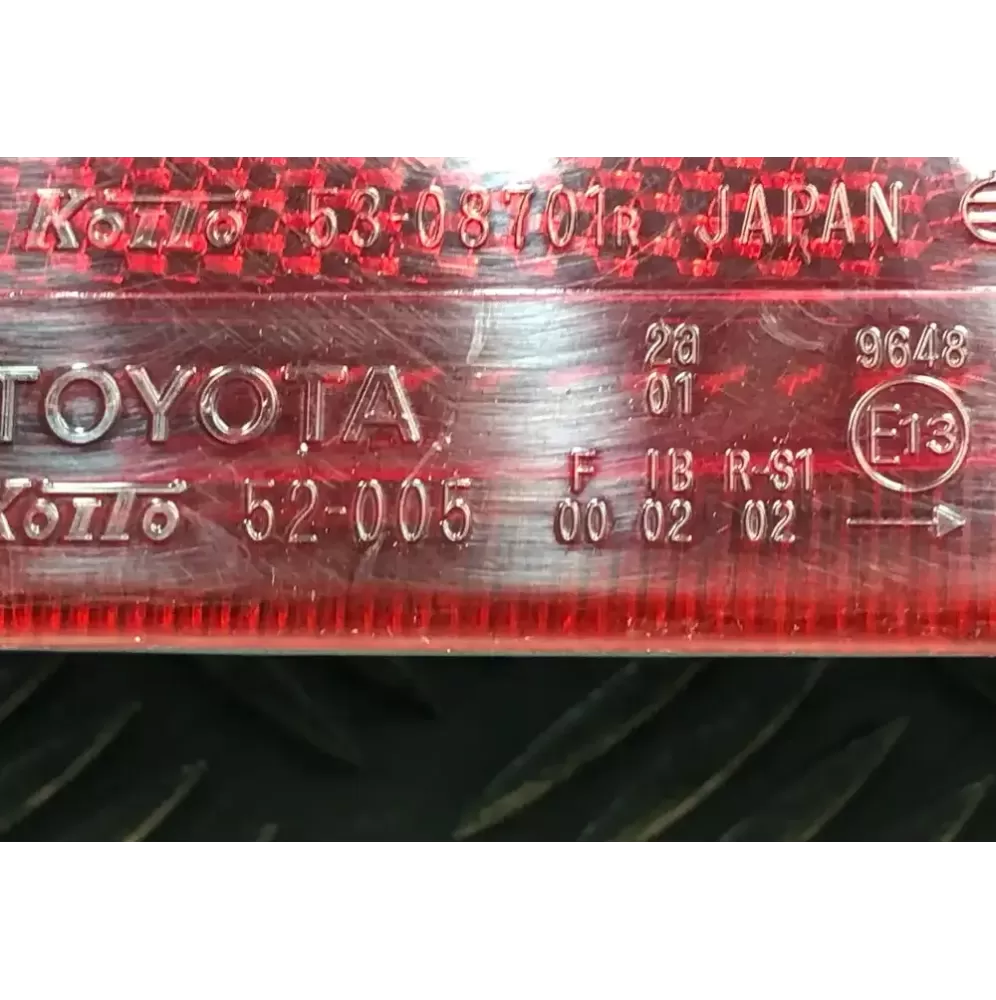 Koito 53-08701R JAPAN
2a 9648
TOYOTA 01 E13
F IB R-S1
Koito 52-005 00 02 02